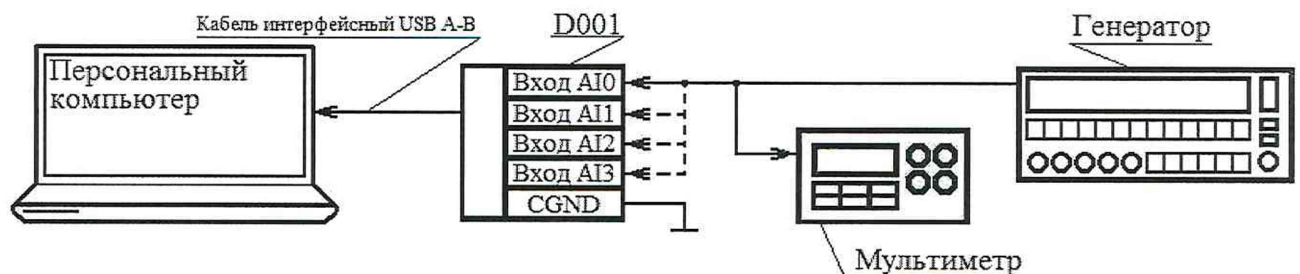 Кабель интерфейсный USB A-B
D001
Генератор
Персональный
компьютер
Вход AI0
Вход AI1
Вход AI2
Вход AI3
CGND
Мультиметр